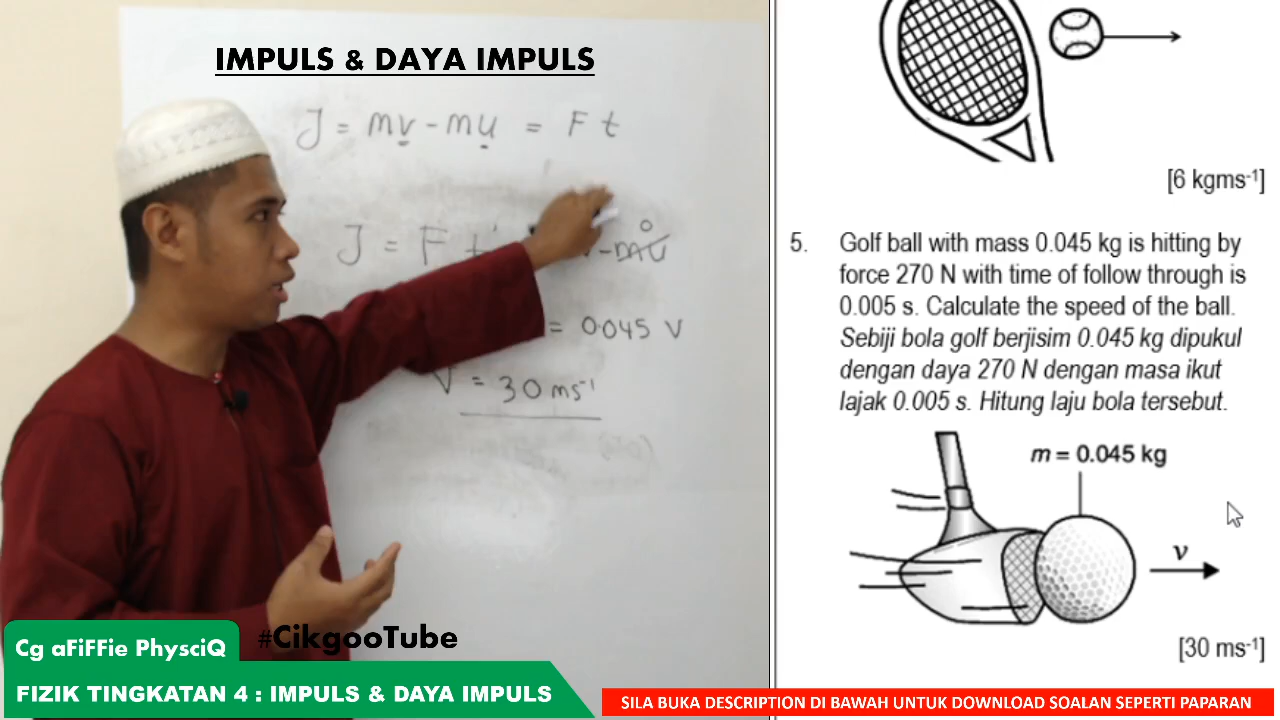 IMPULS & DAYA IMPULS
J = mv - mu = Ft
J = F t
- mu 0
= 0.045 V
V = 30 ms⁻¹
#CikgooTube
Cg aFiFFie PhysciQ
FIZIK TINGKATAN 4 : IMPULS & DAYA IMPULS
[6 kgms⁻¹]
5. Golf ball with mass 0.045 kg is hitting by
force 270 N with time of follow through is
0.005 s. Calculate the speed of the ball.
Sebiji bola golf berjisim 0.045 kg dipukul
dengan daya 270 N dengan masa ikut
lajak 0.005 s. Hitung laju bola tersebut.
m = 0.045 kg
v
[30 ms⁻¹]
SILA BUKA DESCRIPTION DI BAWAH UNTUK DOWNLOAD SOALAN SEPERTI PAPARAN